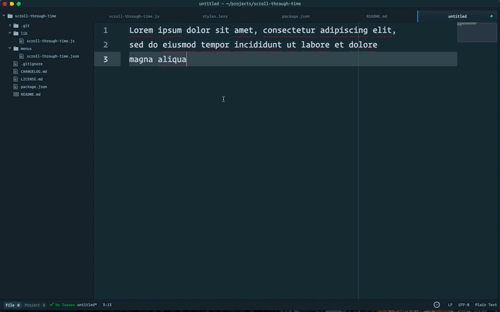 untitled — ~/projects/scroll-through-time
scroll-through-time
.git
lib
scroll-through-time.js
menus
scroll-through-time.json
.gitignore
CHANGELOG.md
LICENSE.md
package.json
README.md
scroll-through-time.js
styles.less
package.json
README.md
untitled
1 Lorem ipsum dolor sit amet, consectetur adipiscing elit,
2 sed do eiusmod tempor incididunt ut labore et dolore
3 magna aliqua
File 0 Project 0 No Issues untitled* LF UTF-8 Plain Text